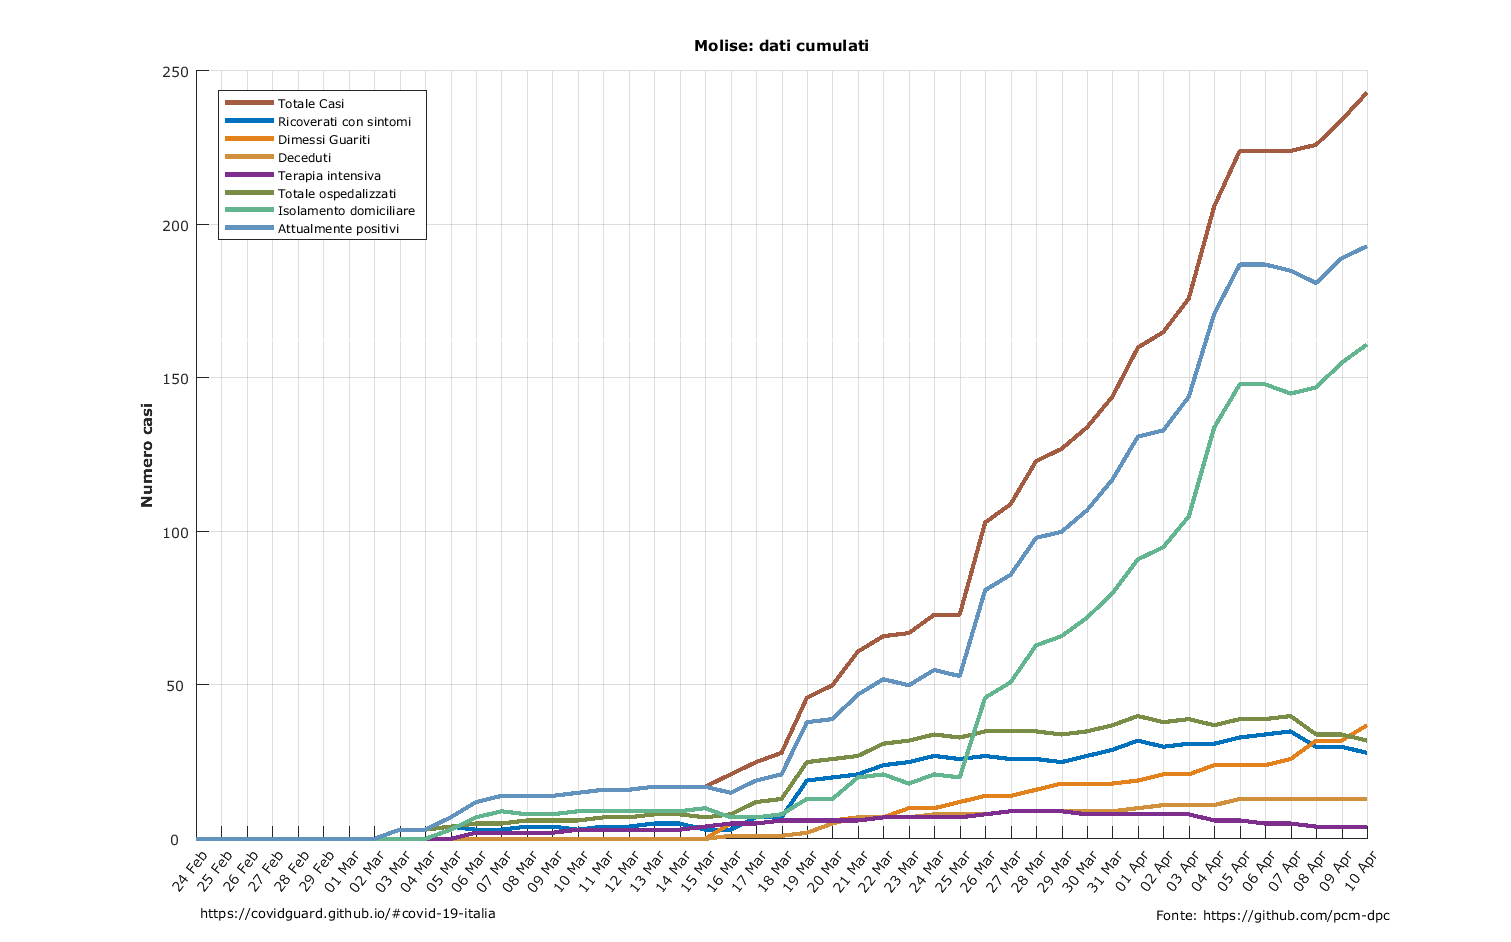 Molise: dati cumulati
250
200
150
100
50
0
Numero casi
Totale Casi
Ricoverati con sintomi
Dimessi Guariti
Deceduti
Terapia intensiva
Totale ospedalizzati
Isolamento domiciliare
Attualmente positivi
24 Feb
25 Feb
26 Feb
27 Feb
28 Feb
29 Feb
01 Mar
02 Mar
03 Mar
04 Mar
05 Mar
06 Mar
07 Mar
08 Mar
09 Mar
10 Mar
11 Mar
12 Mar
13 Mar
14 Mar
15 Mar
16 Mar
17 Mar
18 Mar
19 Mar
20 Mar
21 Mar
22 Mar
23 Mar
24 Mar
25 Mar
26 Mar
27 Mar
28 Mar
29 Mar
30 Mar
31 Mar
01 Apr
02 Apr
03 Apr
04 Apr
05 Apr
06 Apr
07 Apr
08 Apr
09 Apr
10 Apr
https://covidguard.github.io/#covid-19-italia
Fonte: https://github.com/pcm-dpc